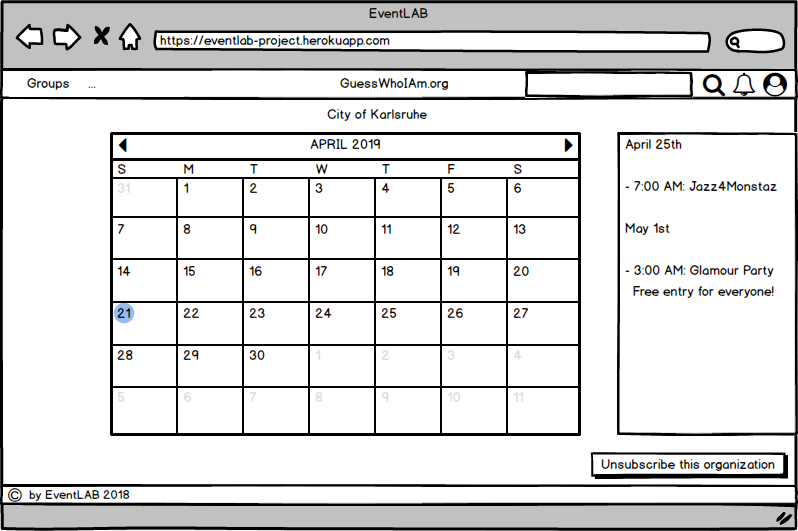 EventLAB
https://eventlab-project.herokuapp.com
Groups ... GuessWhoIAm.org
City of Karlsruhe
APRIL 2019
S M T W T F S
31 1 2 3 4 5 6
7 8 9 10 11 12 13
14 15 16 17 18 19 20
21 22 23 24 25 26 27
28 29 30 1 2 3 4
5 6 7 8 9 10 11
April 25th
- 7:00 AM: Jazz4Monstaz
May 1st
- 3:00 AM: Glamour Party
Free entry for everyone!
Unsubscribe this organization
© by EventLAB 2018